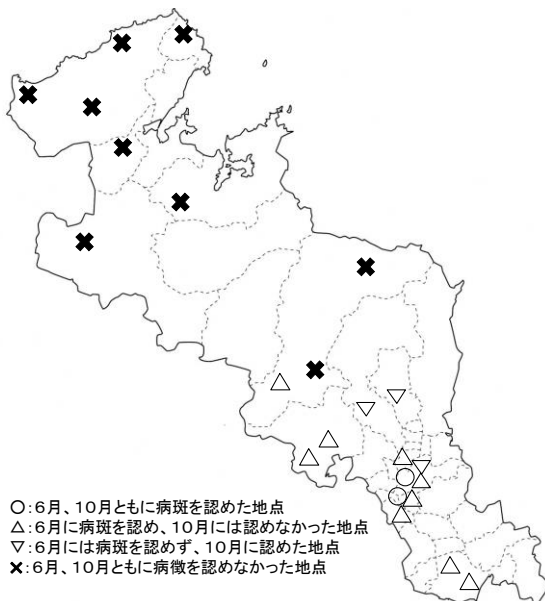 ○:6月、10月ともに病斑を認めた地点
△:6月に病斑を認め、10月には認めなかった地点
▽:6月には病斑を認めず、10月に認めた地点
✖:6月、10月ともに病徴を認めなかった地点